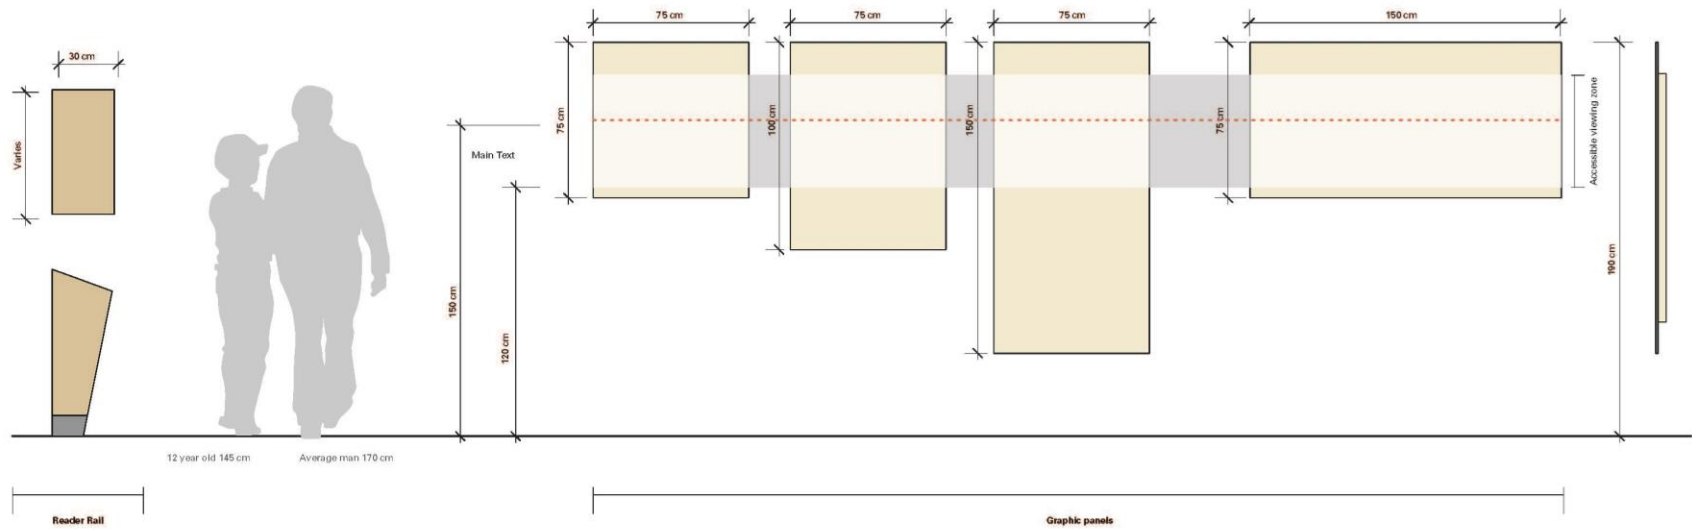 75 cm
75 cm
75 cm
150 cm
30 cm
Varies
75 cm
100 cm
150 cm
75 cm
Accessible viewing zone
Main Text
150 cm
120 cm
190 cm
12 year old 145 cm
Average man 170 cm
Reader Rail
Graphic panels